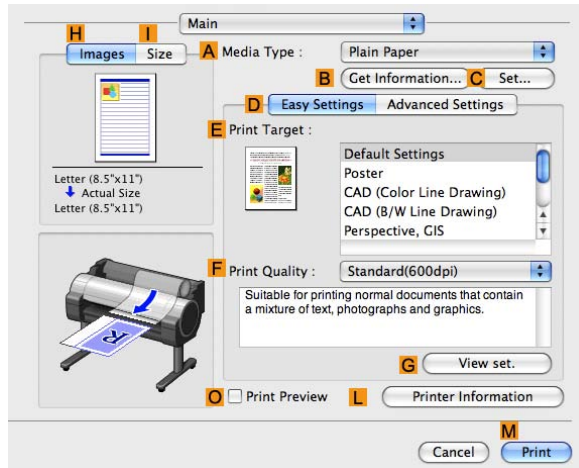 Main
H
I
Images
Size
A
Media Type :
Plain Paper
B
Get Information...
C
Set...
D
Easy Settings
Advanced Settings
E
Print Target :
Default Settings
Poster
CAD (Color Line Drawing)
CAD (B/W Line Drawing)
Perspective, GIS
Letter (8.5"x11")
Actual Size
Letter (8.5"x11")
F
Print Quality :
Standard(600dpi)
Suitable for printing normal documents that contain
a mixture of text, photographs and graphics.
G
View set.
O
Print Preview
L
Printer Information
M
Cancel
Print